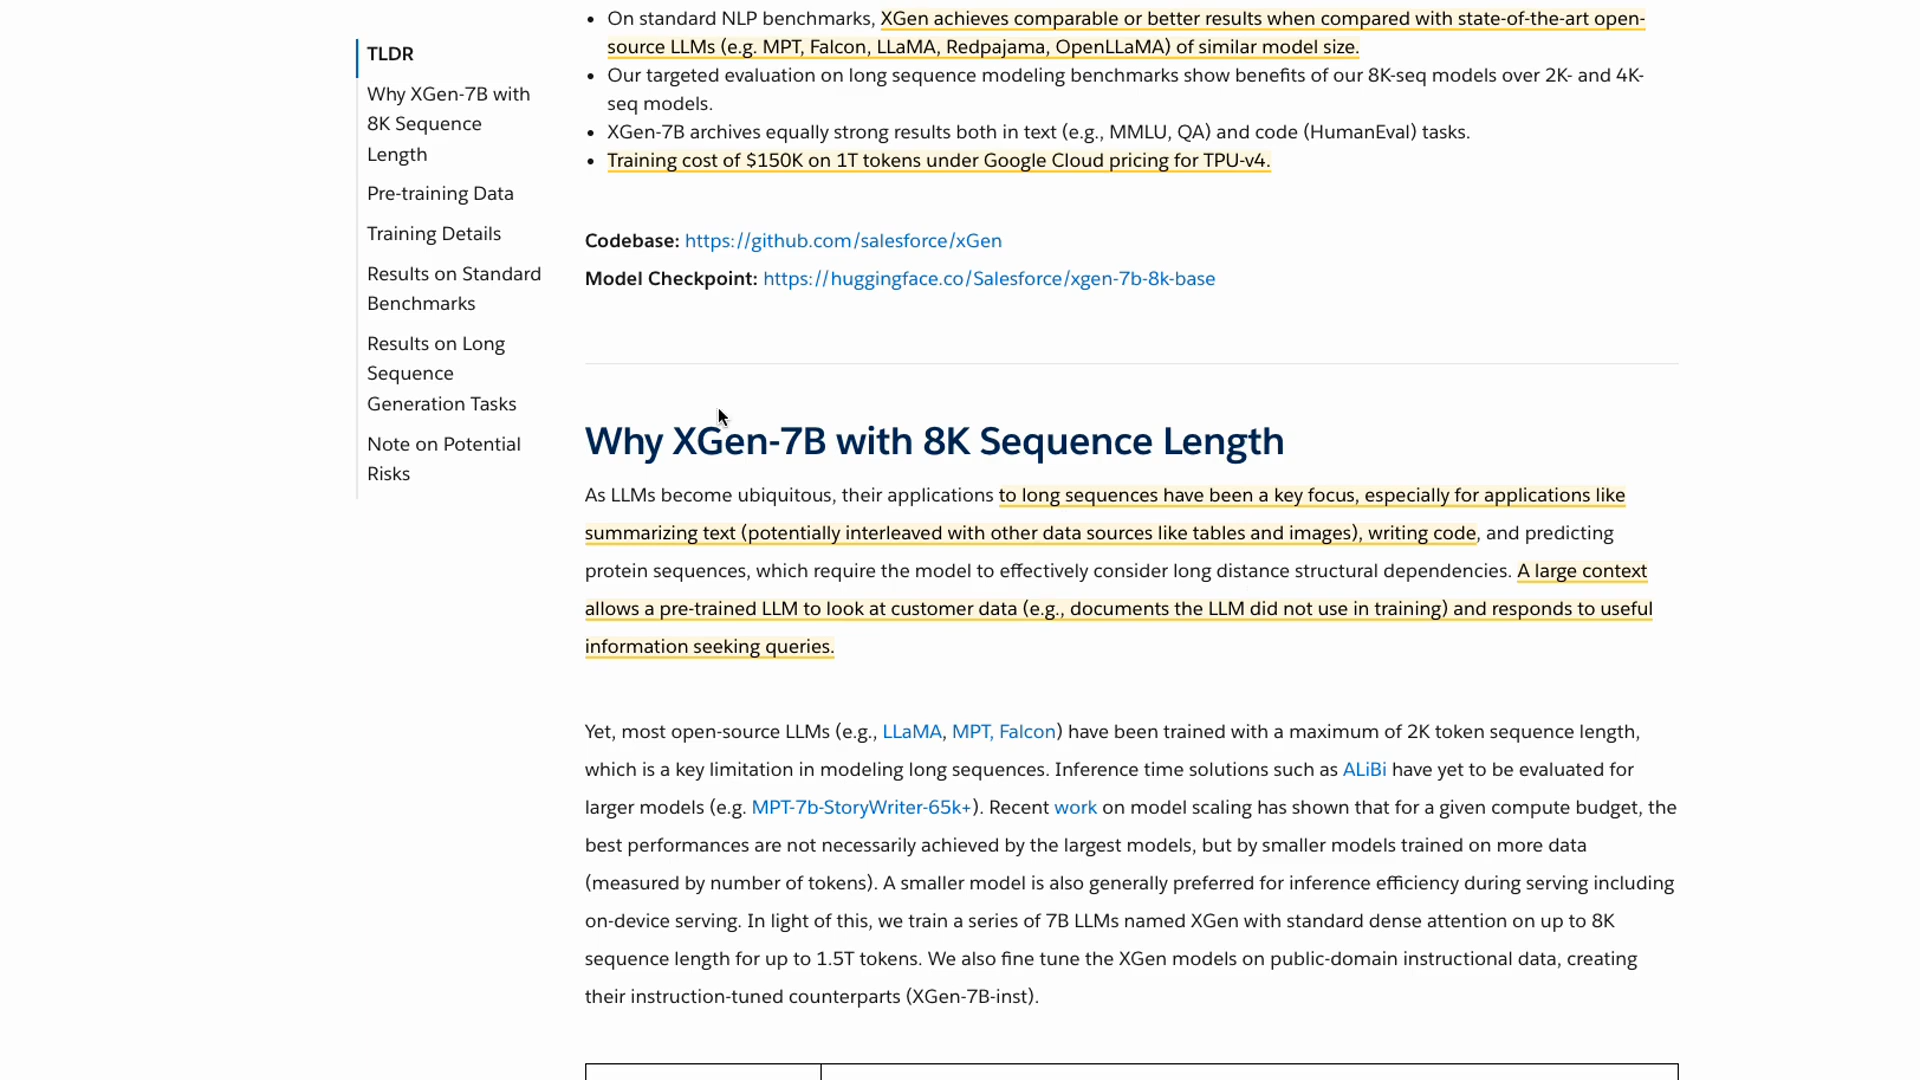 TLDR
Why XGen-7B with
8K Sequence
Length
Pre-training Data
Training Details
Results on Standard
Benchmarks
Results on Long
Sequence
Generation Tasks
Note on Potential
Risks
• On standard NLP benchmarks, XGen achieves comparable or better results when compared with state-of-the-art open-
source LLMs (e.g. MPT, Falcon, LLaMA, Redpajama, OpenLLaMA) of similar model size.
• Our targeted evaluation on long sequence modeling benchmarks show benefits of our 8K-seq models over 2K- and 4K-
seq models.
• XGen-7B archives equally strong results both in text (e.g., MMLU, QA) and code (HumanEval) tasks.
• Training cost of $150K on 1T tokens under Google Cloud pricing for TPU-v4.
Codebase: https://github.com/salesforce/xGen
Model Checkpoint: https://huggingface.co/Salesforce/xgen-7b-8k-base
Why XGen-7B with 8K Sequence Length
As LLMs become ubiquitous, their applications to long sequences have been a key focus, especially for applications like
summarizing text (potentially interleaved with other data sources like tables and images), writing code, and predicting
protein sequences, which require the model to effectively consider long distance structural dependencies. A large context
allows a pre-trained LLM to look at customer data (e.g., documents the LLM did not use in training) and responds to useful
information seeking queries.
Yet, most open-source LLMs (e.g., LLaMA, MPT, Falcon) have been trained with a maximum of 2K token sequence length,
which is a key limitation in modeling long sequences. Inference time solutions such as ALiBi have yet to be evaluated for
larger models (e.g. MPT-7b-StoryWriter-65k+). Recent work on model scaling has shown that for a given compute budget, the
best performances are not necessarily achieved by the largest models, but by smaller models trained on more data
(measured by number of tokens). A smaller model is also generally preferred for inference efficiency during serving including
on-device serving. In light of this, we train a series of 7B LLMs named XGen with standard dense attention on up to 8K
sequence length for up to 1.5T tokens. We also fine tune the XGen models on public-domain instructional data, creating
their instruction-tuned counterparts (XGen-7B-inst).